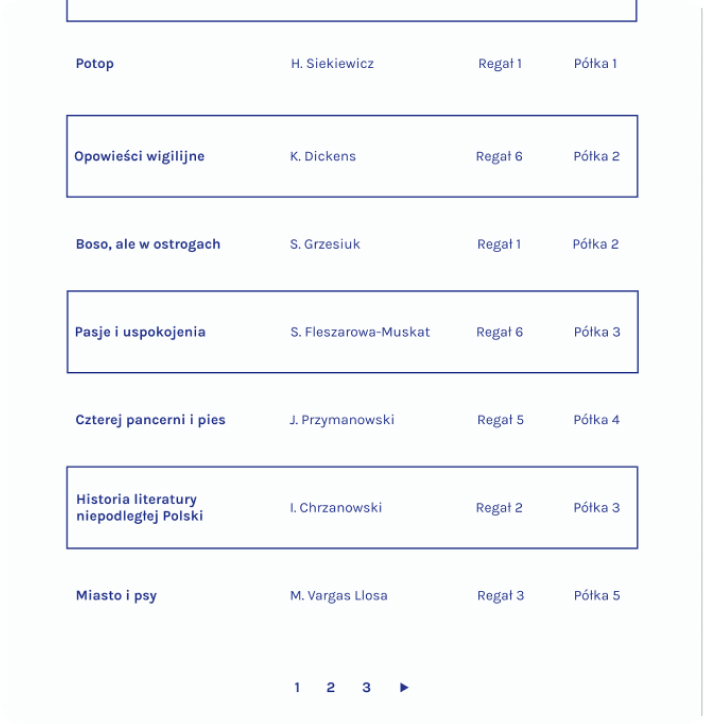 Potop H. Siekiewicz Regał 1 Półka 1
Opowieści wigilijne K. Dickens Regał 6 Półka 2
Boso, ale w ostrogach S. Grzesiuk Regał 1 Półka 2
Pasje i uspokojenia S. Fleszarowa-Muskat Regał 6 Półka 3
Czterej pancerni i pies J. Przymanowski Regał 5 Półka 4
Historia literatury
niepodległej Polski I. Chrzanowski Regał 2 Półka 3
Miasto i psy M. Vargas Llosa Regał 3 Półka 5
1 2 3